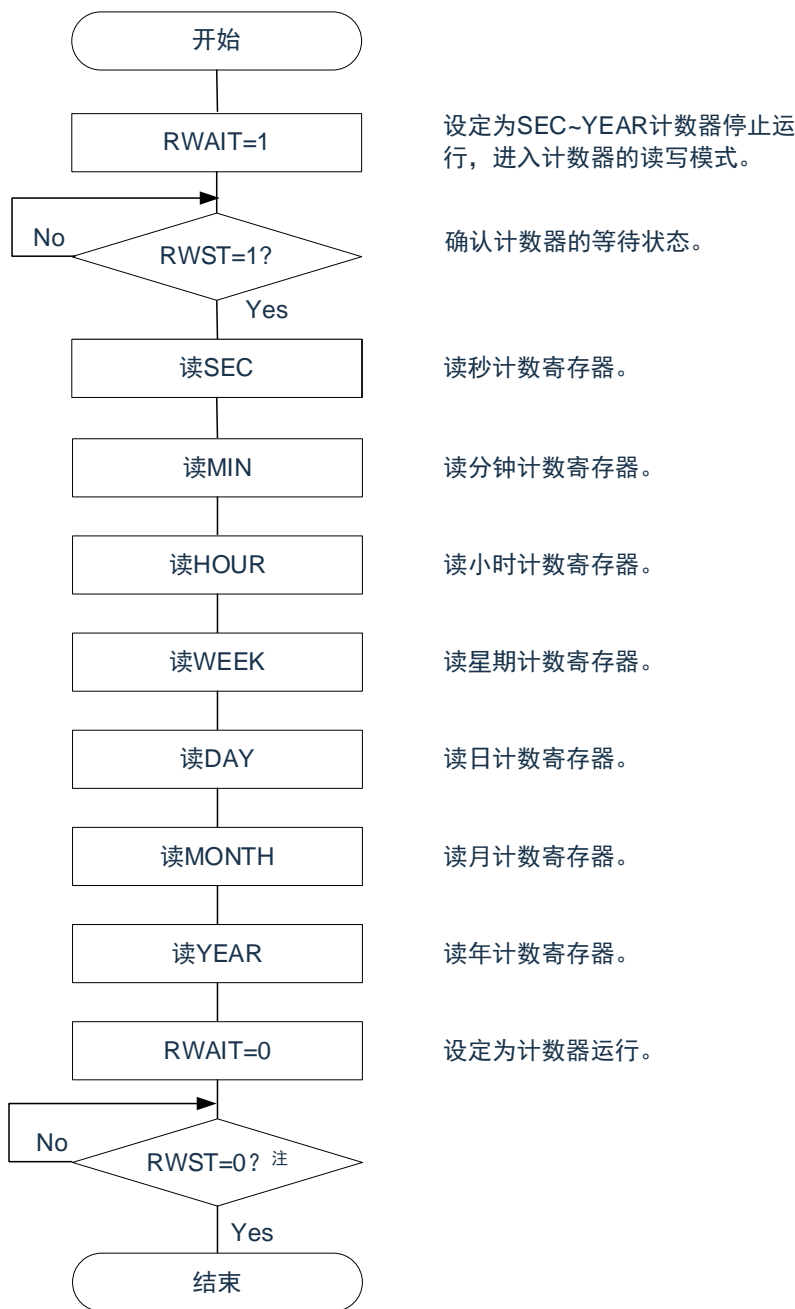 开始
RWAIT=1
设定为SEC~YEAR计数器停止运
行，进入计数器的读写模式。
No
RWST=1?
确认计数器的等待状态。
Yes
读SEC
读秒计数寄存器。
读MIN
读分钟计数寄存器。
读HOUR
读小时计数寄存器。
读WEEK
读星期计数寄存器。
读DAY
读日计数寄存器。
读MONTH
读月计数寄存器。
读YEAR
读年计数寄存器。
RWAIT=0
设定为计数器运行。
No
RWST=0? 注
Yes
结束